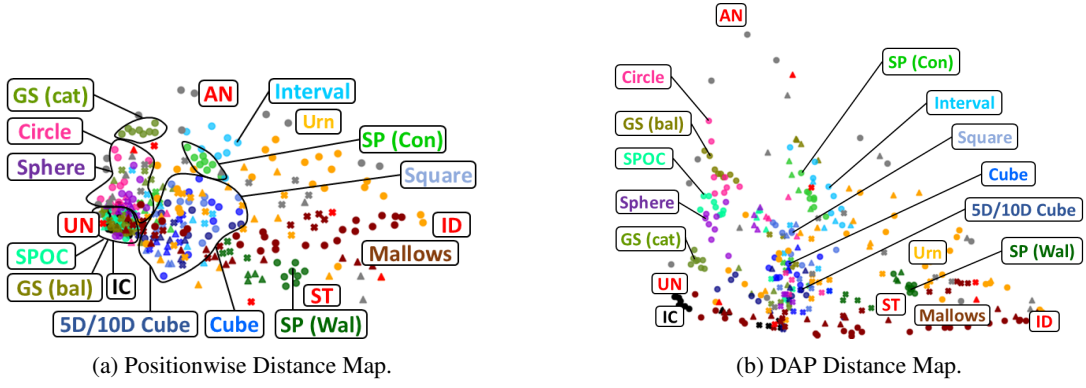 AN
GS (cat)
Interval
Urn
Circle
SP (Con)
Sphere
Square
UN
ID
SPOC
Mallows
GS (bal)
IC
ST
5D/10D Cube
Cube
SP (Wal)
(a) Positionwise Distance Map.
AN
SP (Con)
Circle
Interval
GS (bal)
Square
SPOC
Cube
Sphere
5D/10D Cube
GS (cat)
Urn
SP (Wal)
UN
ST
IC
Mallows
ID
(b) DAP Distance Map.